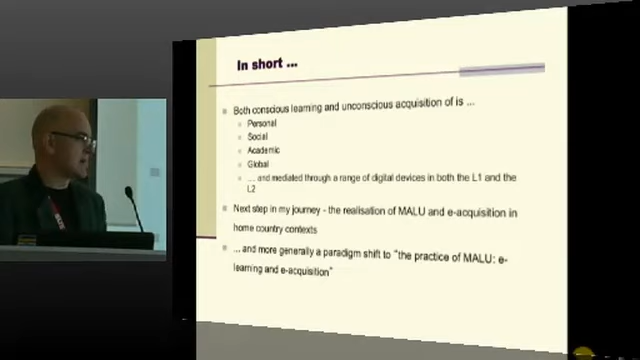 In short ...
Both conscious learning and unconscious acquisition of is ...
Personal
Social
Academic
Global
... and mediated through a range of digital devices in both the L1 and the
L2
Next step in my journey - the realisation of MALU and e-acquisition in
home country contexts
... and more generally a paradigm shift to "the practice of MALU: e-
learning and e-acquisition"